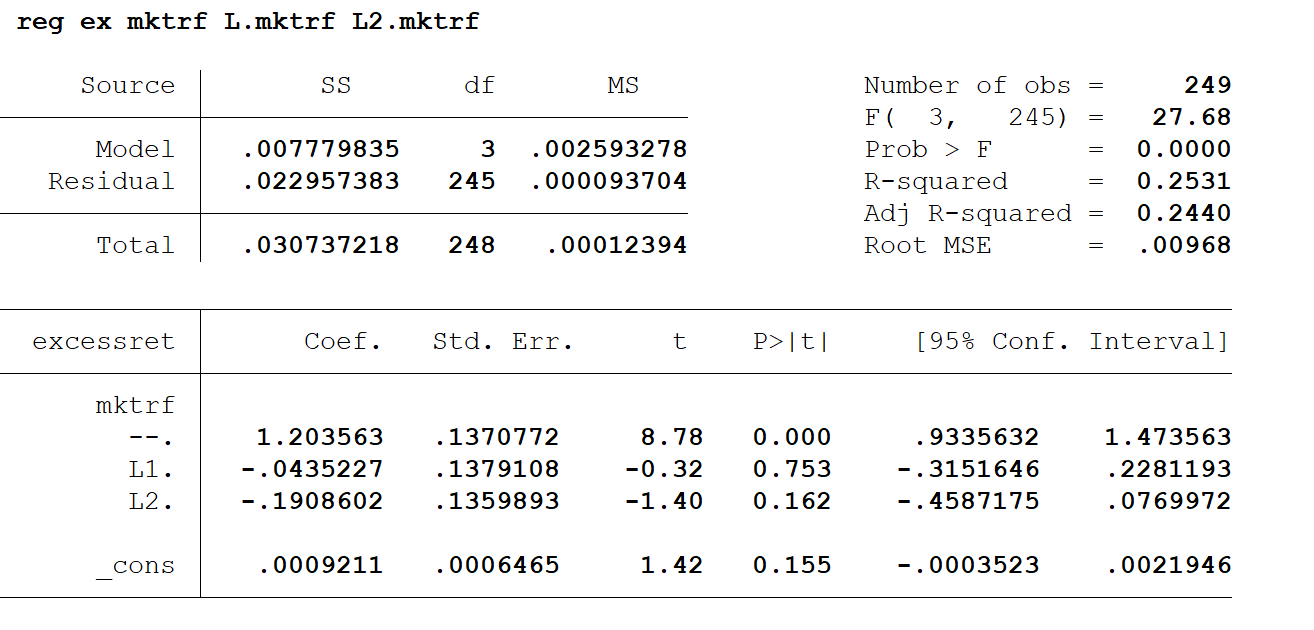 reg ex mktrf L.mktrf L2.mktrf
Source | SS df MS Number of obs = 249
F( 3, 245) = 27.68
Model | .007779835 3 .002593278 Prob > F = 0.0000
Residual | .022957383 245 .000093704 R-squared = 0.2531
Adj R-squared = 0.2440
Total | .030737218 248 .00012394 Root MSE = .00968
excessret | Coef. Std. Err. t P>|t| [95% Conf. Interval]
mktrf |
--. | 1.203563 .1370772 8.78 0.000 .9335632 1.473563
L1. | -.0435227 .1379108 -0.32 0.753 -.3151646 .2281193
L2. | -.1908602 .1359893 -1.40 0.162 -.4587175 .0769972
_cons | .0009211 .0006465 1.42 0.155 -.0003523 .0021946